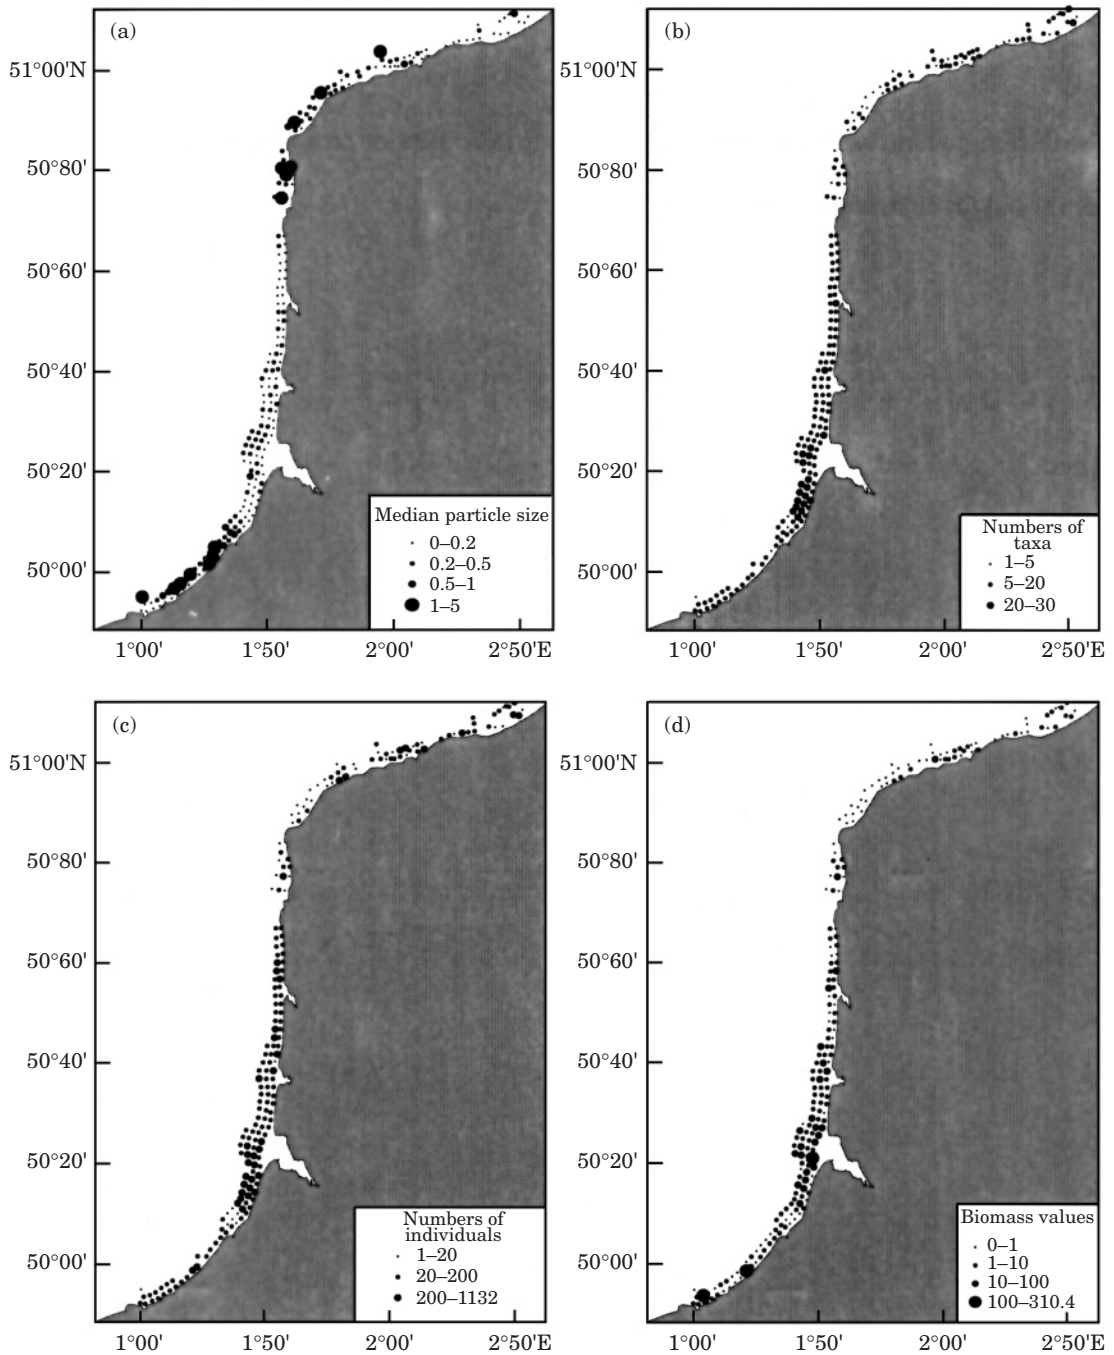 (a)
51°00'N
50°80'
50°60'
50°40'
50°20'
50°00'
1°00'
1°50'
2°00'
2°50'E
Median particle size
0–0.2
0.2–0.5
0.5–1
1–5
(b)
51°00'N
50°80'
50°60'
50°40'
50°20'
50°00'
1°00'
1°50'
2°00'
2°50'E
Numbers of
taxa
1–5
5–20
20–30
(c)
51°00'N
50°80'
50°60'
50°40'
50°20'
50°00'
1°00'
1°50'
2°00'
2°50'E
Numbers of
individuals
1–20
20–200
200–1132
(d)
51°00'N
50°80'
50°60'
50°40'
50°20'
50°00'
1°00'
1°50'
2°00'
2°50'E
Biomass values
0–1
1–10
10–100
100–310.4